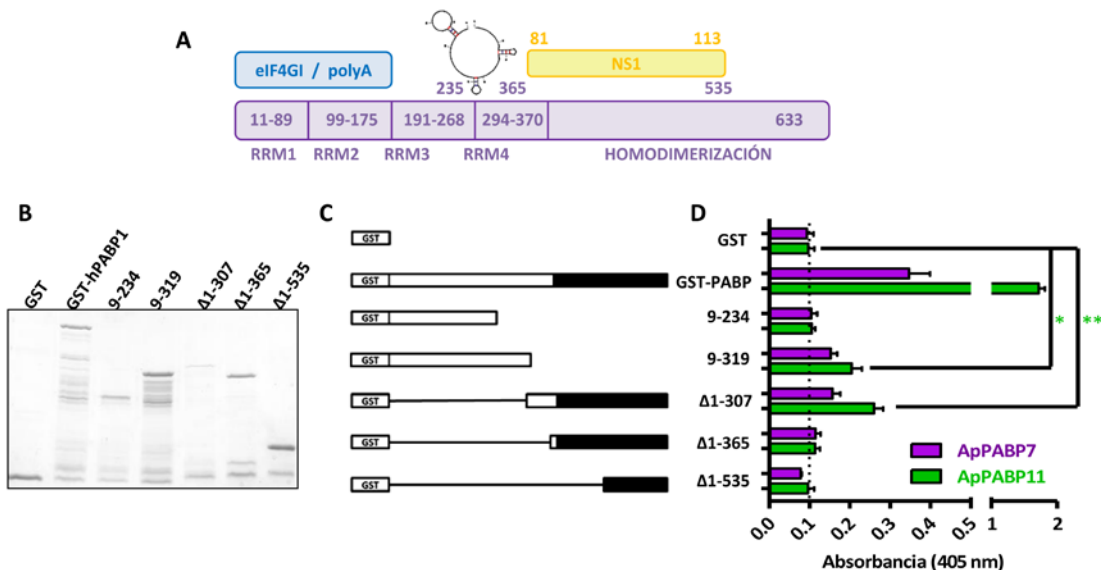 A
81 113
NS1
eIF4GI / polyA
235 365 535
11-89 99-175 191-268 294-370 633
RRM1 RRM2 RRM3 RRM4 HOMODIMERIZACIÓN
B
GST
GST-hPABP1
9-234
9-319
Δ1-307
Δ1-365
Δ1-535
C
GST
GST
GST
GST
GST
GST
GST
D
GST
GST-PABP
9-234
9-319
Δ1-307
Δ1-365
Δ1-535
*
**
ApPABP7
ApPABP11
0.0 0.1 0.2 0.3 0.4 0.5 1 2
Absorbancia (405 nm)